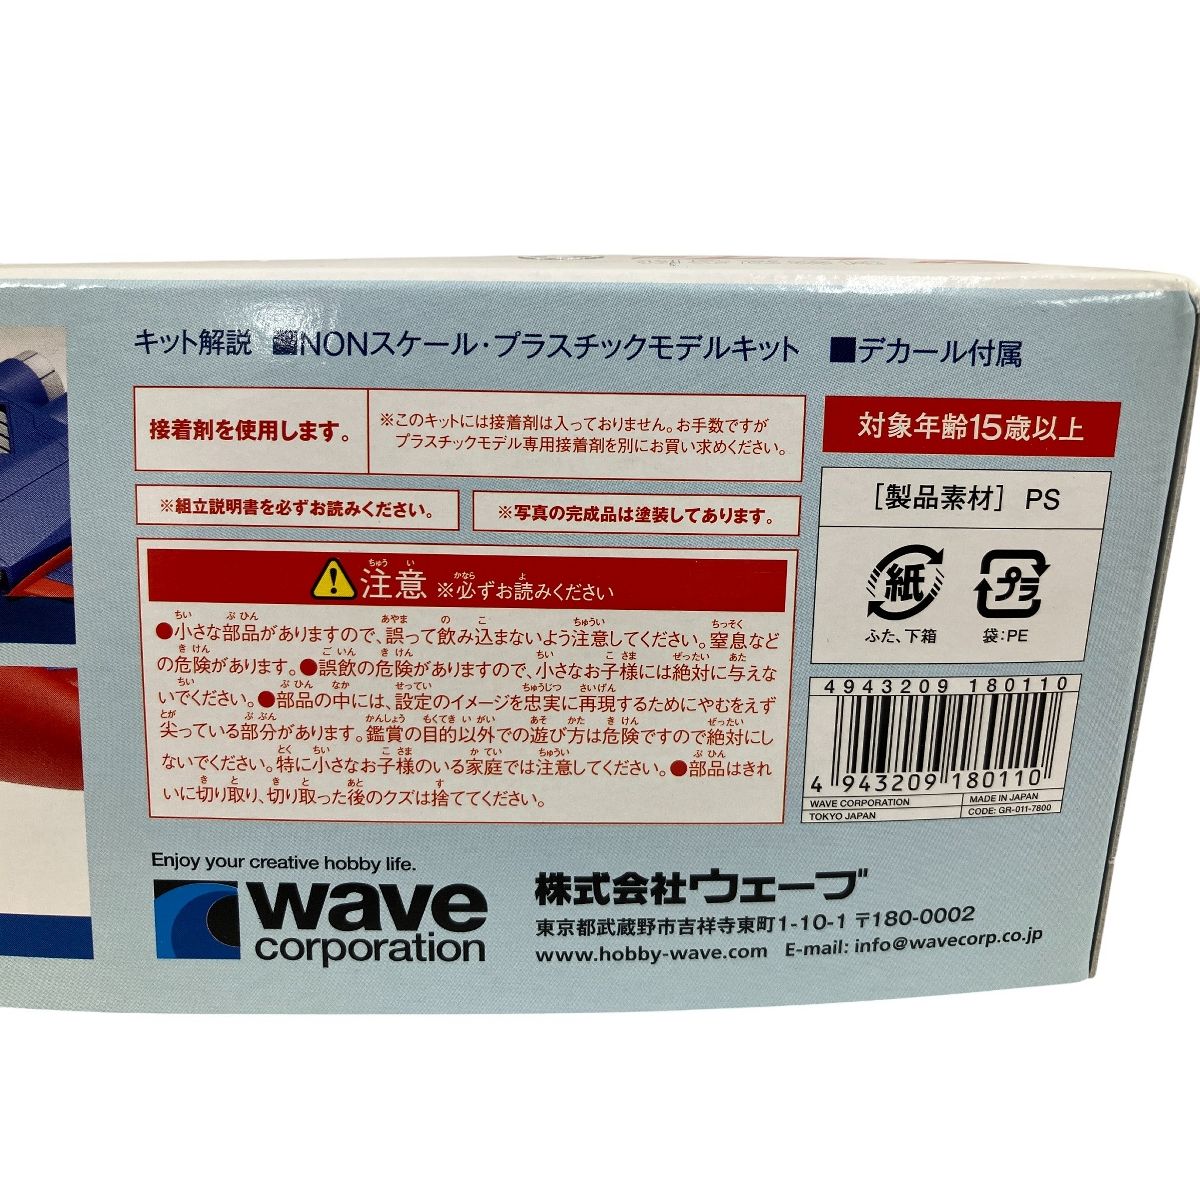 キット解説 ■NONスケール・プラスチックモデルキット ■デカール付属
接着剤を使用します。
※このキットには接着剤は入っておりません。お手数ですが
プラスチックモデル専用接着剤を別にお買い求めください。
※組立説明書を必ずお読みください。
※写真の完成品は塗装してあります。
対象年齢15歳以上
[製品素材] PS
紙
ふた、下箱
プラ
袋:PE
注意 ※必ずお読みください
●小さな部品がありますので、誤って飲み込まないよう注意してください。窒息など
の危険があります。●誤飲の危険がありますので、小さなお子様には絶対に与えな
いでください。●部品の中には、設定のイメージを忠実に再現するためにやむをえず
尖っている部分があります。鑑賞の目的以外での遊び方は危険ですので絶対にし
ないでください。特に小さなお子様のいる家庭では注意してください。●部品はきれ
いに切り取り、切り取った後のクズは捨ててください。
4943209 180110
4 943209 180110
WAVE CORPORATION
TOKYO JAPAN
MADE IN JAPAN
CODE: GR-011-7800
Enjoy your creative hobby life.
wave
corporation
株式会社ウェーブ
東京都武蔵野市吉祥寺東町1-10-1 〒180-0002
www.hobby-wave.com E-mail: info@wavecorp.co.jp